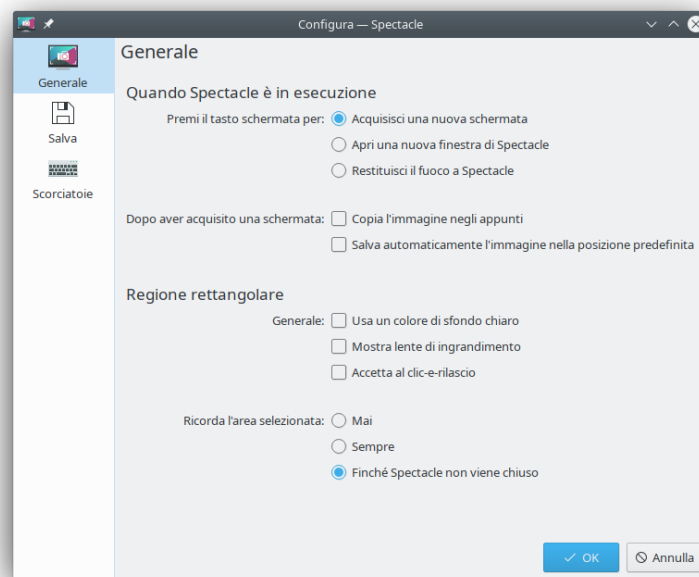 Configura — Spectacle
Generale
Salva
Scorciatoie
Generale
Quando Spectacle è in esecuzione
Premi il tasto schermata per: Acquisisci una nuova schermata
Apri una nuova finestra di Spectacle
Restituisci il fuoco a Spectacle
Dopo aver acquisito una schermata: Copia l'immagine negli appunti
Salva automaticamente l'immagine nella posizione predefinita
Regione rettangolare
Generale: Usa un colore di sfondo chiaro
Mostra lente di ingrandimento
Accetta al clic-e-rilascio
Ricorda l'area selezionata: Mai
Sempre
Finché Spectacle non viene chiuso
OK Annulla